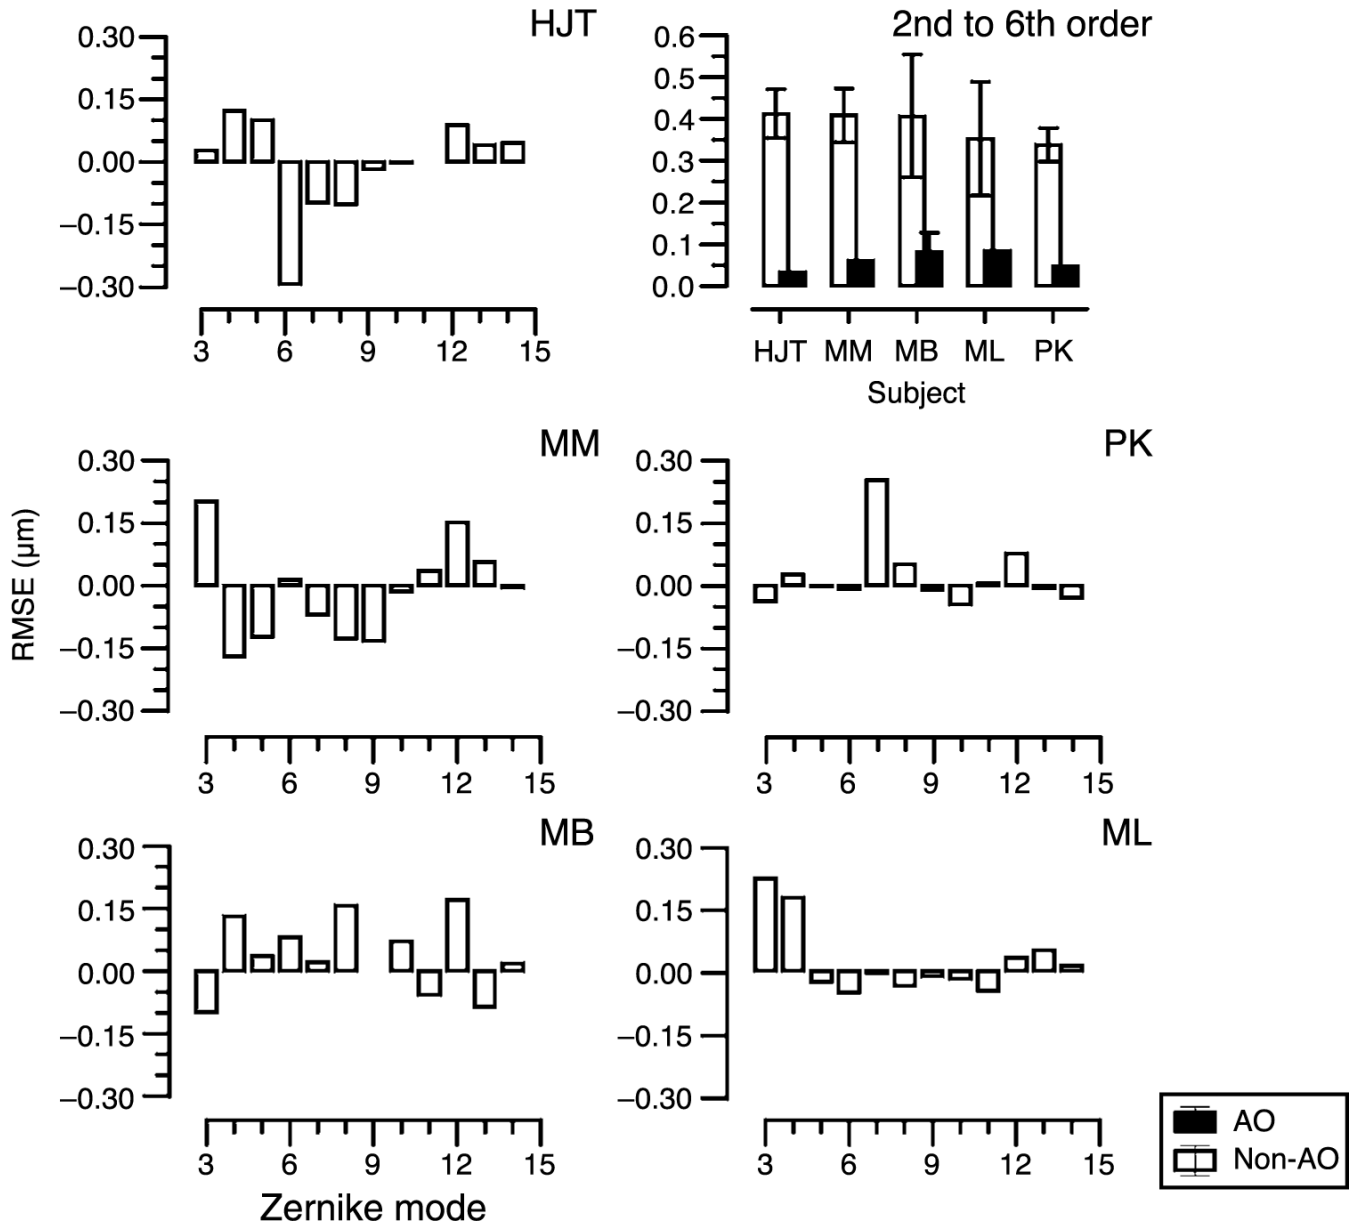 HJT
0.30
0.15
0.00
–0.15
–0.30
3 6 9 12 15
2nd to 6th order
0.6
0.5
0.4
0.3
0.2
0.1
0.0
HJT MM MB ML PK
Subject
MM
0.30
0.15
0.00
–0.15
–0.30
3 6 9 12 15
RMSE (μm)
PK
0.30
0.15
0.00
–0.15
–0.30
3 6 9 12 15
MB
0.30
0.15
0.00
–0.15
–0.30
3 6 9 12 15
Zernike mode
ML
0.30
0.15
0.00
–0.15
–0.30
3 6 9 12 15
AO
Non-AO